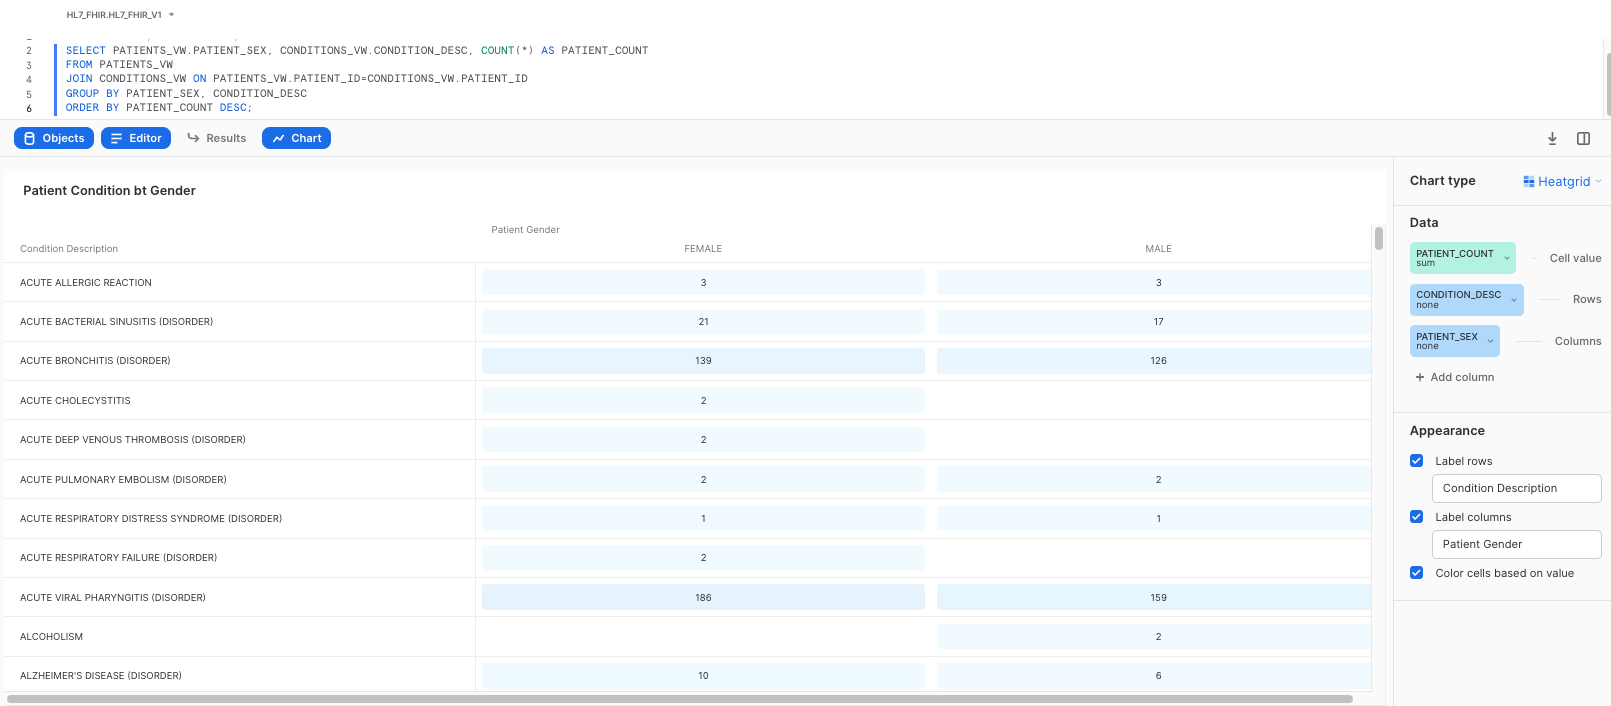 HL7_FHIR.HL7_FHIR_V1
2 SELECT PATIENTS_VW.PATIENT_SEX, CONDITIONS_VW.CONDITION_DESC, COUNT(*) AS PATIENT_COUNT
3 FROM PATIENTS_VW
4 JOIN CONDITIONS_VW ON PATIENTS_VW.PATIENT_ID=CONDITIONS_VW.PATIENT_ID
5 GROUP BY PATIENT_SEX, CONDITION_DESC
6 ORDER BY PATIENT_COUNT DESC;
Objects Editor Results Chart
Patient Condition bt Gender
Patient Gender
Condition Description FEMALE MALE
ACUTE ALLERGIC REACTION 3 3
ACUTE BACTERIAL SINUSITIS (DISORDER) 21 17
ACUTE BRONCHITIS (DISORDER) 139 126
ACUTE CHOLECYSTITIS 2
ACUTE DEEP VENOUS THROMBOSIS (DISORDER) 2
ACUTE PULMONARY EMBOLISM (DISORDER) 2 2
ACUTE RESPIRATORY DISTRESS SYNDROME (DISORDER) 1 1
ACUTE RESPIRATORY FAILURE (DISORDER) 2
ACUTE VIRAL PHARYNGITIS (DISORDER) 186 159
ALCOHOLISM 2
ALZHEIMER'S DISEASE (DISORDER) 10 6
Chart type Heatgrid
Data
PATIENT_COUNT
sum
Cell value
CONDITION_DESC
none
Rows
PATIENT_SEX
none
Columns
+ Add column
Appearance
Label rows
Condition Description
Label columns
Patient Gender
Color cells based on value